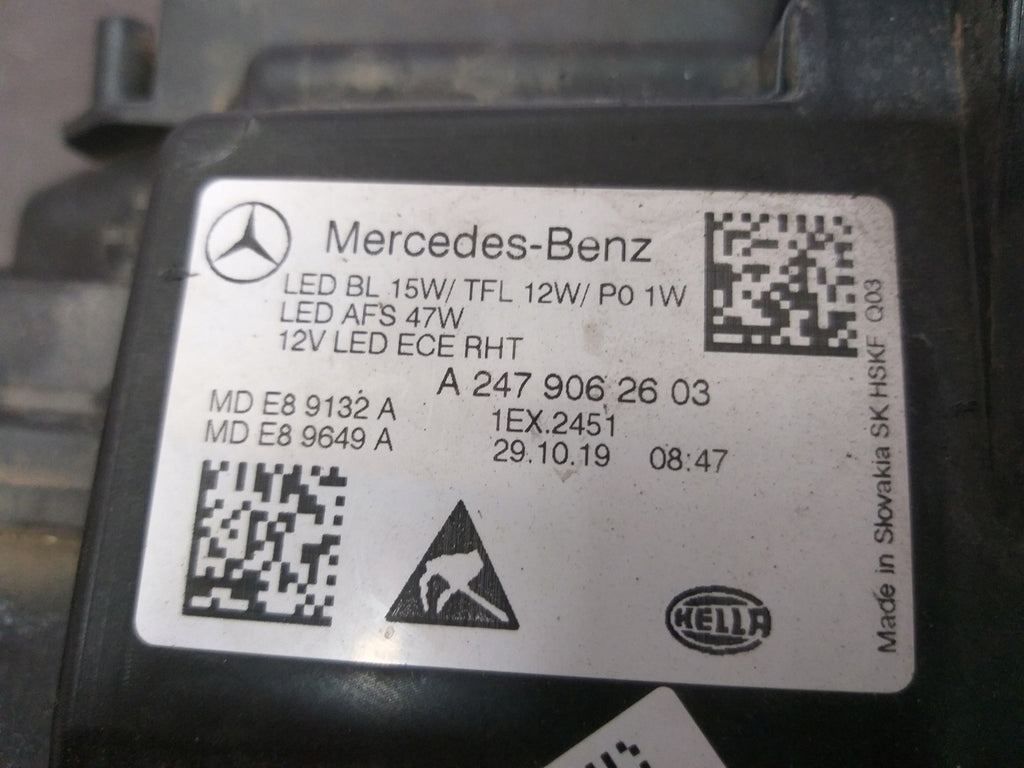 Mercedes-Benz
LED BL 15W/ TFL 12W/ P0 1W
LED AFS 47W
12V LED ECE RHT
A 247 906 26 03
MD E8 9132 A
MD E8 9649 A
1EX.2451
29.10.19 08:47
HELLA
Made in Slovakia SK HSKF Q03